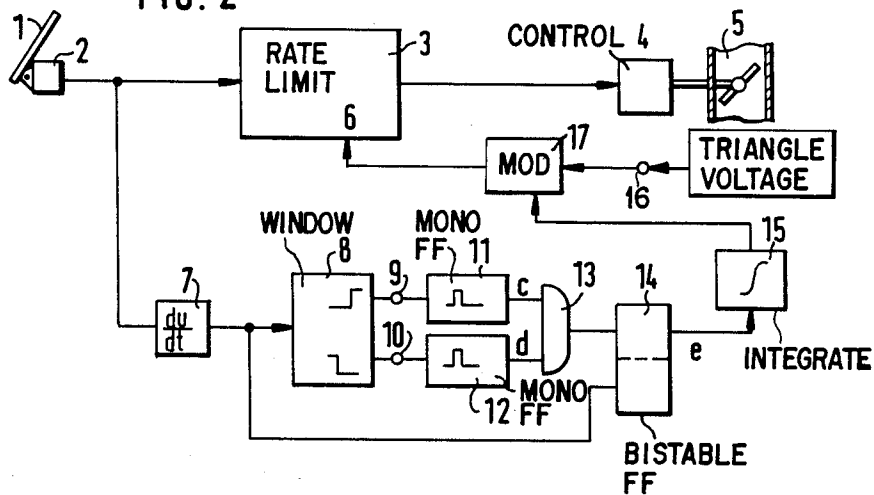 FIG. 2
1
2
RATE
LIMIT
3
6
CONTROL 4
5
17
MOD
16
TRIANGLE
VOLTAGE
WINDOW
8
MONO
FF
11
9
c
13
14
15
7
du
dt
10
d
12
MONO
FF
e
INTEGRATE
BISTABLE
FF